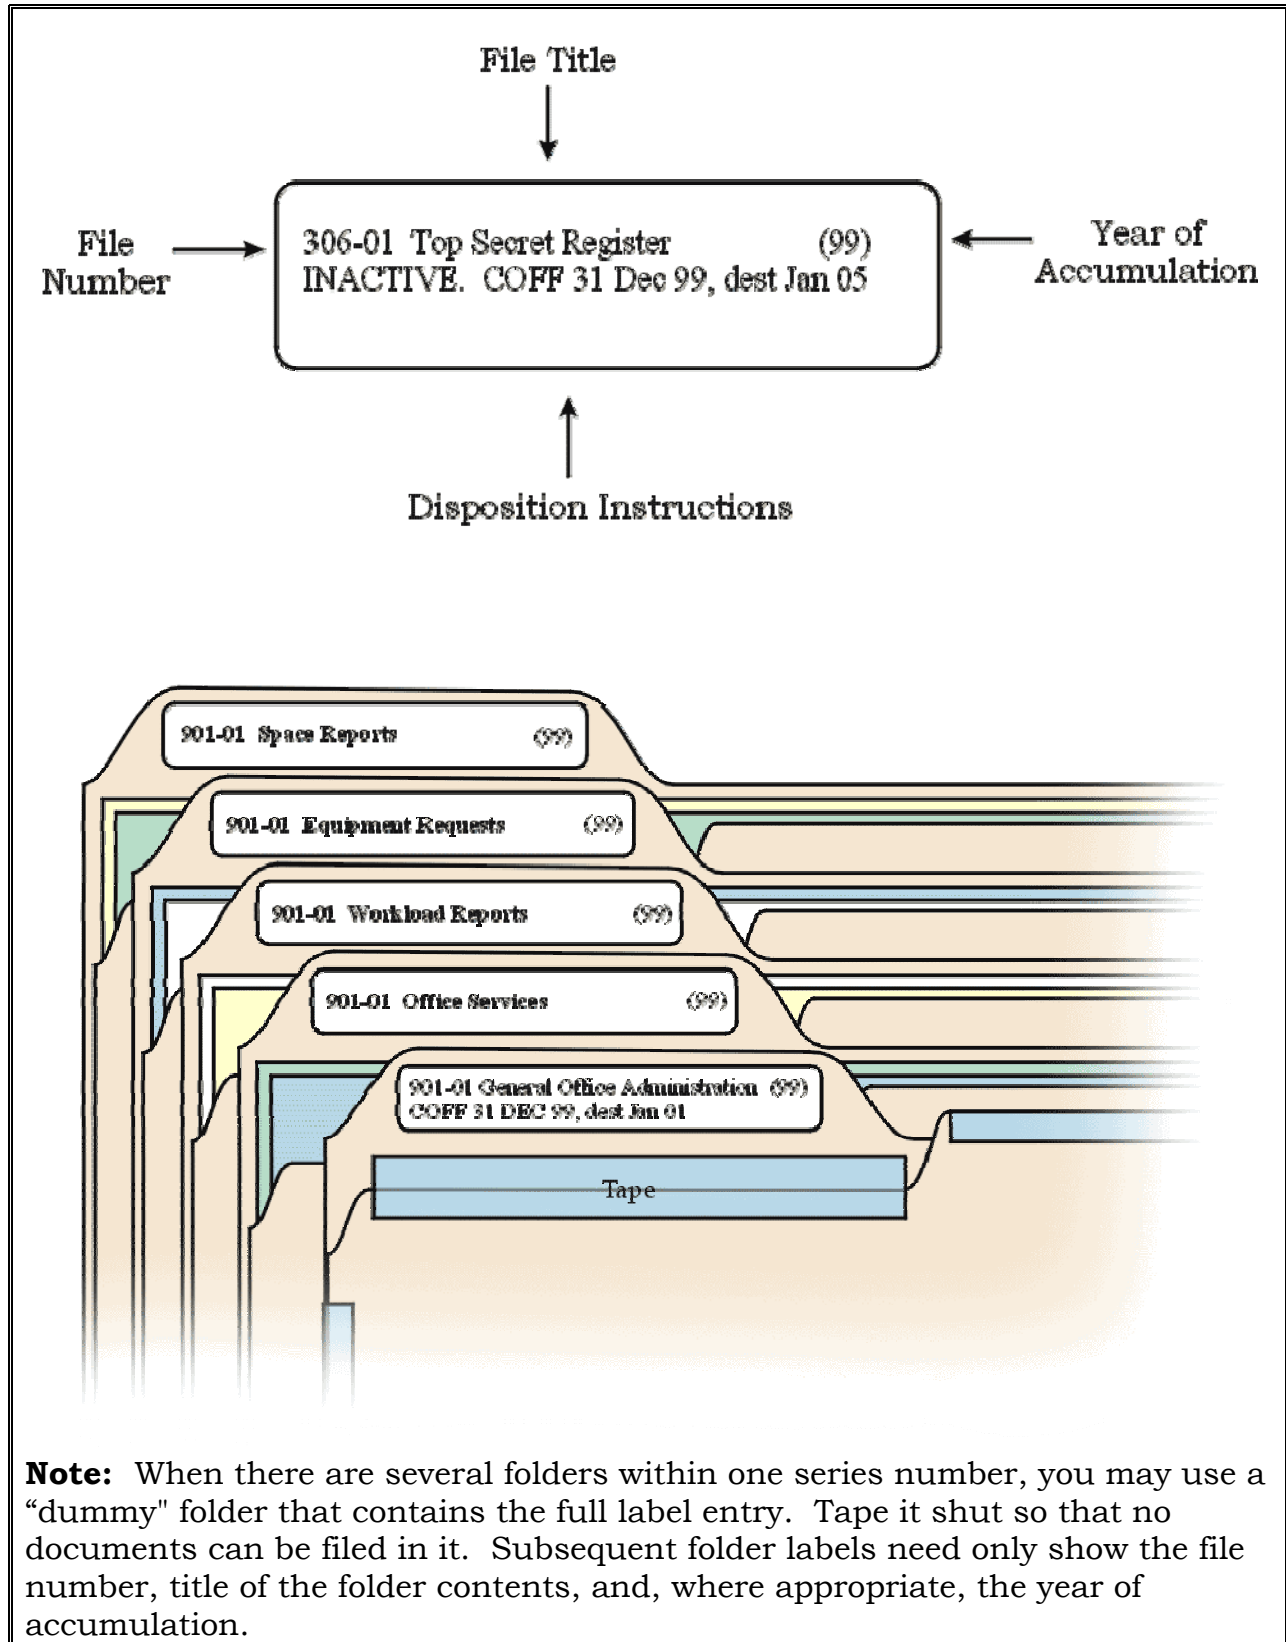 File Title
File
Number
306-01 Top Secret Register (99)
INACTIVE. COFF 31 Dec 99, dest Jan 05
Year of
Accumulation
Disposition Instructions
901-01 Space Reports (99)
901-01 Equipment Requests (99)
901-01 Workload Reports (99)
901-01 Office Services (99)
901-01 General Office Administration (99)
COFF 31 DEC 99, dest Jan 01
Tape
Note: When there are several folders within one series number, you may use a
“dummy" folder that contains the full label entry. Tape it shut so that no
documents can be filed in it. Subsequent folder labels need only show the file
number, title of the folder contents, and, where appropriate, the year of
accumulation.